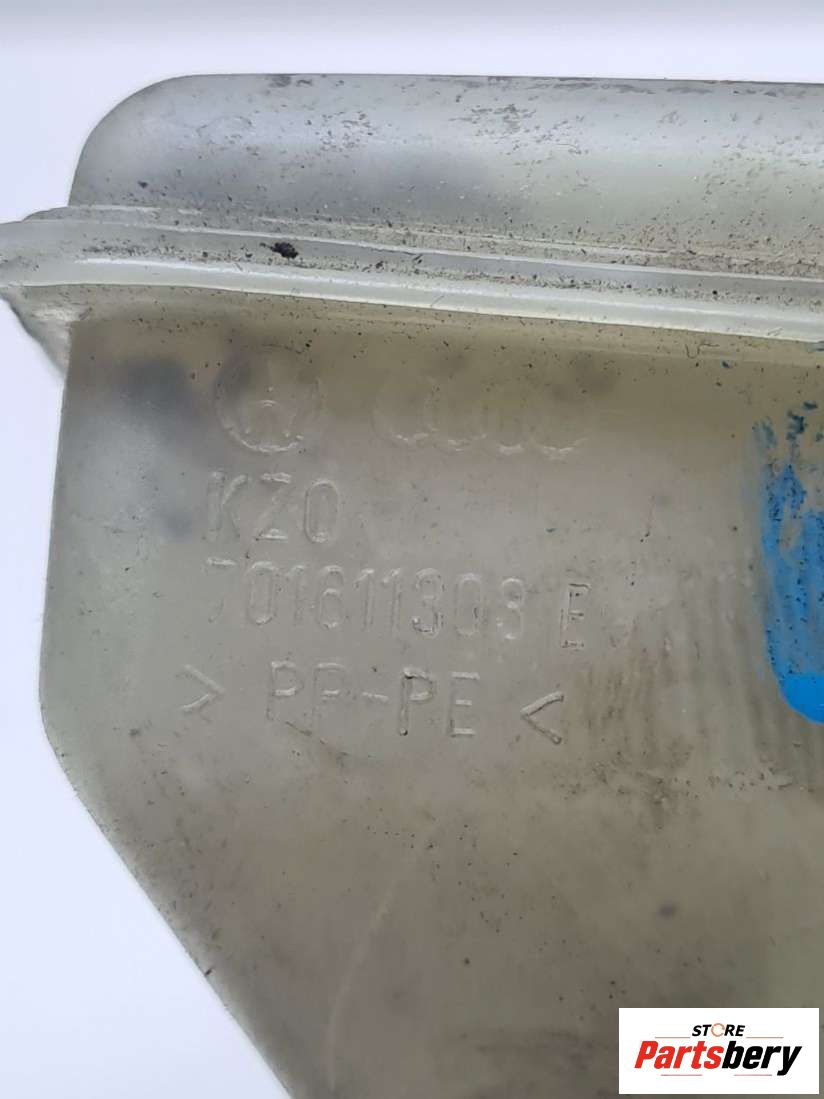 KZO
701611303 E
> PP-PE <
STORE
Partsbery